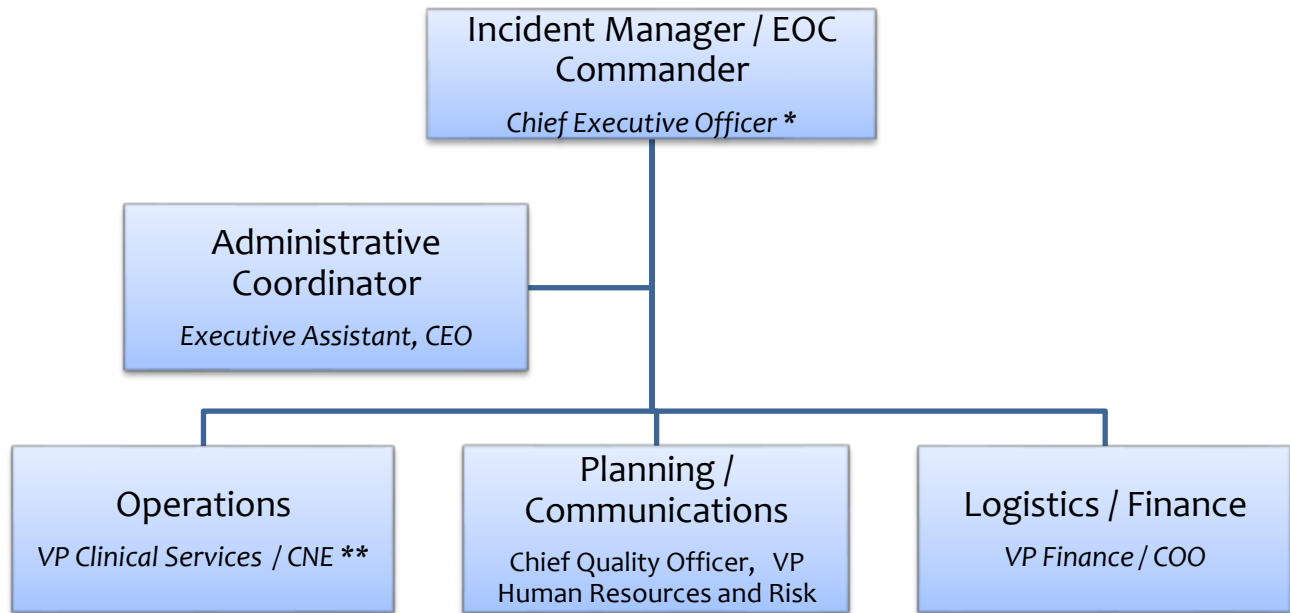 Incident Manager / EOC
Commander
Chief Executive Officer *
Administrative
Coordinator
Executive Assistant, CEO
Operations
VP Clinical Services / CNE **
Planning /
Communications
Chief Quality Officer, VP
Human Resources and Risk
Logistics / Finance
VP Finance / COO